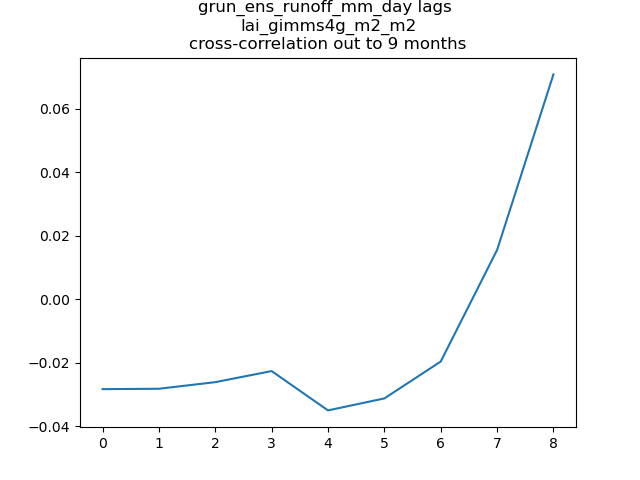 grun_ens_runoff_mm_day lags
lai_gimms4g_m2_m2
cross-correlation out to 9 months
0.06
0.04
0.02
0.00
−0.02
−0.04
0 1 2 3 4 5 6 7 8